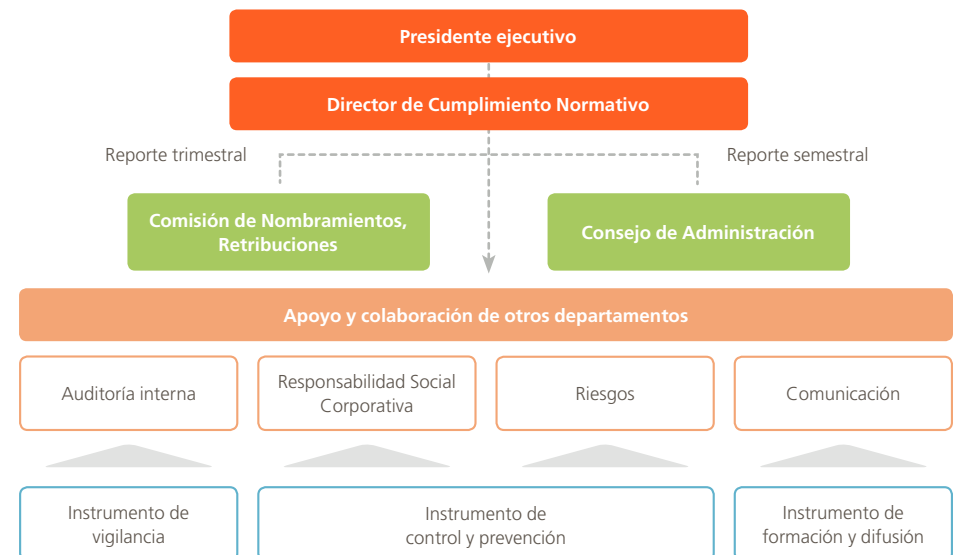 Presidente ejecutivo
Director de Cumplimiento Normativo
Reporte trimestral
Reporte semestral
Comisión de Nombramientos,
Retribuciones
Consejo de Administración
Apoyo y colaboración de otros departamentos
Auditoría interna
Responsabilidad Social
Corporativa
Riesgos
Comunicación
Instrumento de
vigilancia
Instrumento de
control y prevención
Instrumento de
formación y difusión